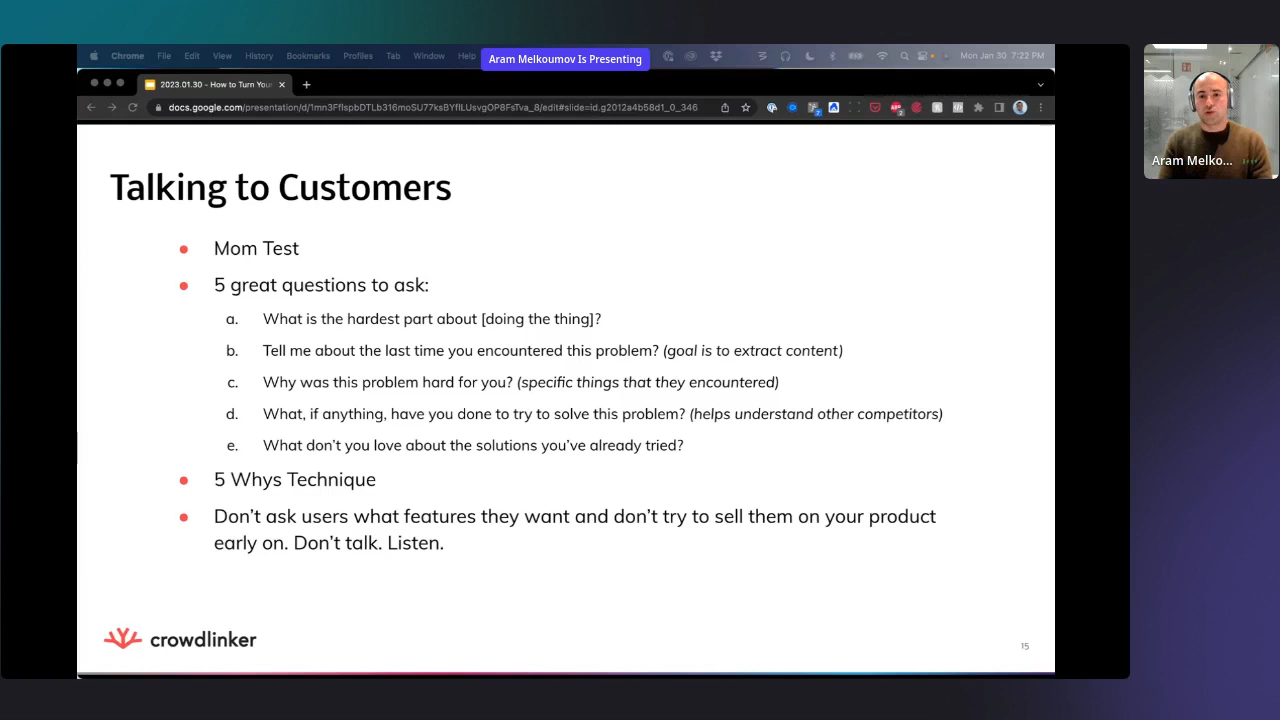 Chrome File Edit View History Bookmarks Profiles Tab Window Help
Aram Melkoumov Is Presenting
Mon Jan 30 7:22 PM
2023.01.30 - How to Turn Your
docs.google.com/presentation/d/1mn3FflspbDTLb316moSU77ksBYflLUsvgOP8FsTva_8/edit#slide=id.g2012a4b58d1_0_346
Aram Melko...
Talking to Customers
Mom Test
5 great questions to ask:
a. What is the hardest part about [doing the thing]?
b. Tell me about the last time you encountered this problem? (goal is to extract content)
c. Why was this problem hard for you? (specific things that they encountered)
d. What, if anything, have you done to try to solve this problem? (helps understand other competitors)
e. What don't you love about the solutions you've already tried?
5 Whys Technique
Don't ask users what features they want and don't try to sell them on your product
early on. Don't talk. Listen.
crowdlinker
15